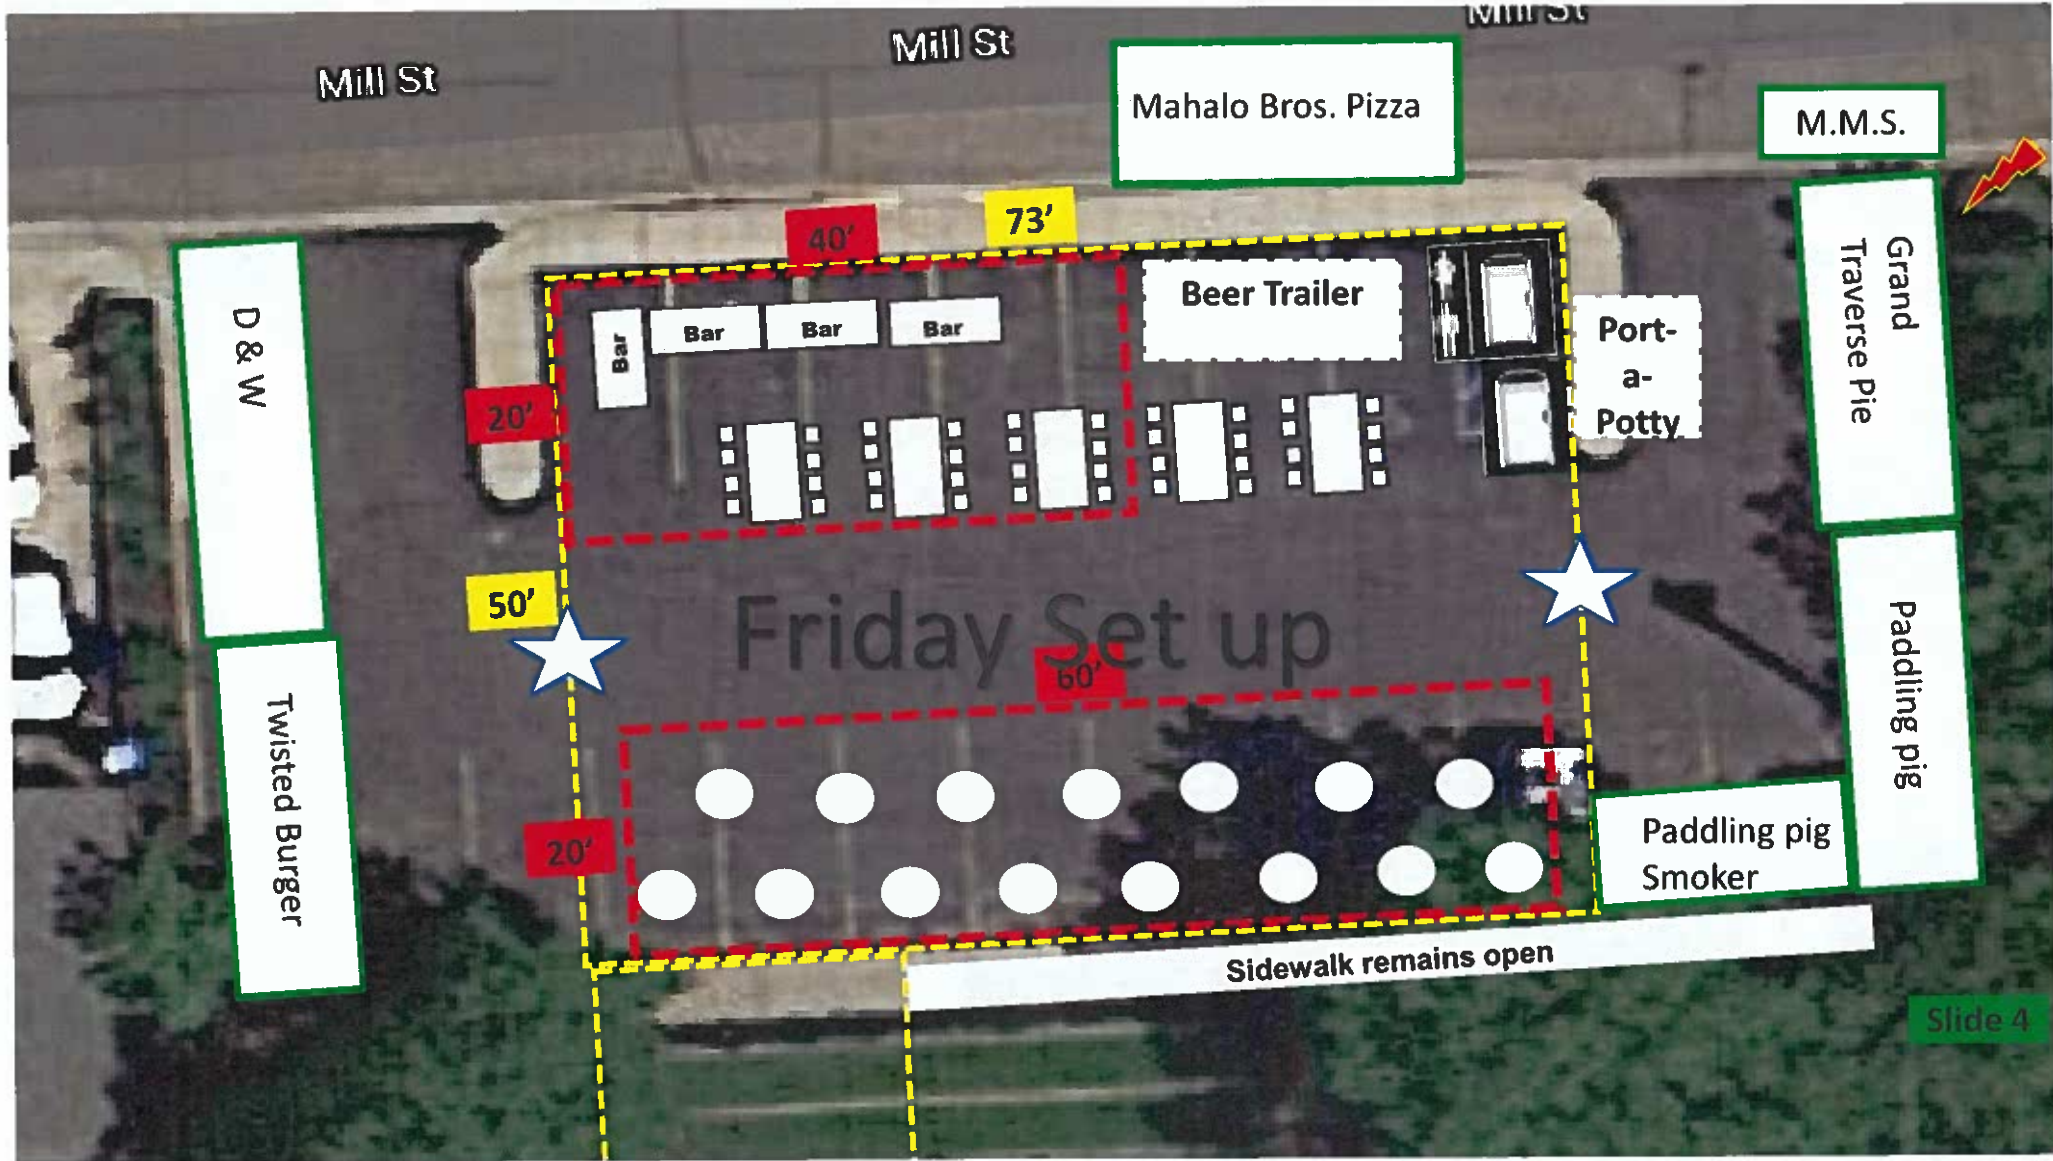 Mill St
Mill St
Mill St
Mahalo Bros. Pizza
M.M.S.
40’
73’
D & W
Bar
Bar
Bar
Bar
Beer Trailer
Port-
a-
Potty
Grand
Traverse Pie
20’
50’
Friday Set up
60’
Paddling pig
Twisted Burger
20’
Paddling pig
Smoker
Sidewalk remains open
Slide 4